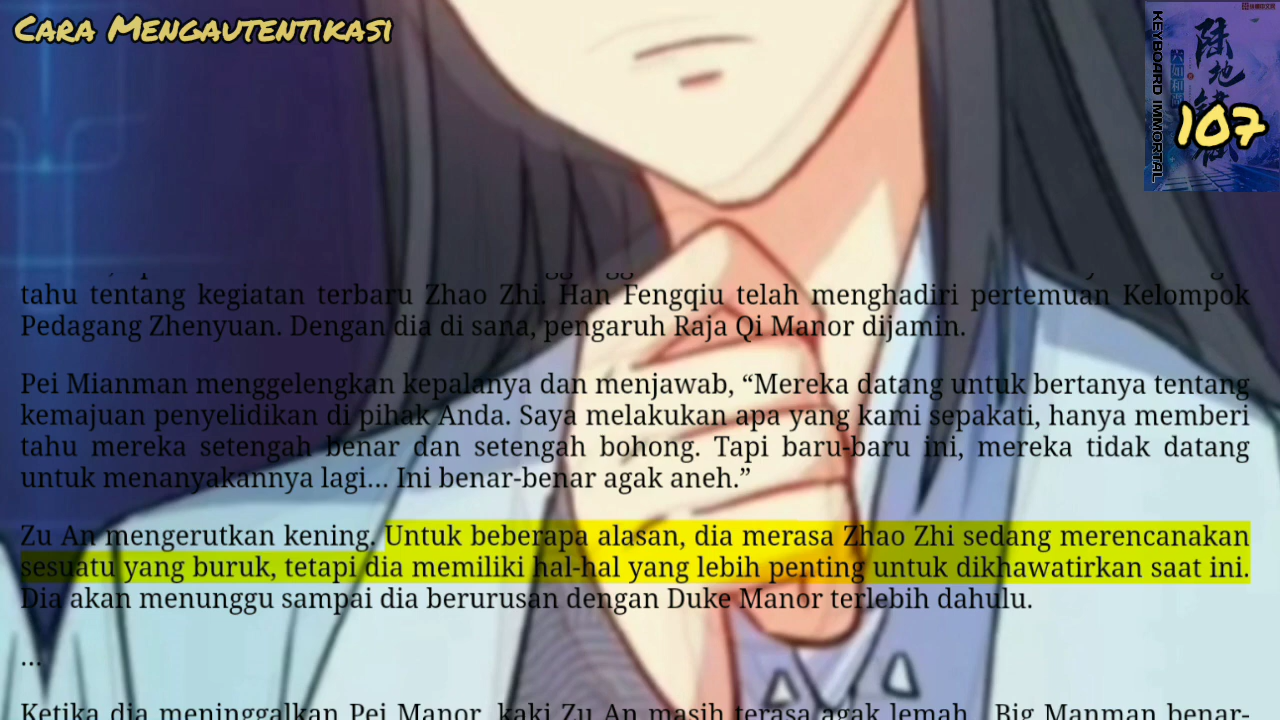 Cara Mengautentikasi
KEYBOARD IMMORTAL
107
tahu tentang kegiatan terbaru Zhao Zhi. Han Fengqiu telah menghadiri pertemuan Kelompok
Pedagang Zhenyuan. Dengan dia di sana, pengaruh Raja Qi Manor dijamin.
Pei Mianman menggelengkan kepalanya dan menjawab, “Mereka datang untuk bertanya tentang
kemajuan penyelidikan di pihak Anda. Saya melakukan apa yang kami sepakati, hanya memberi
tahu mereka setengah benar dan setengah bohong. Tapi baru-baru ini, mereka tidak datang
untuk menanyakannya lagi… Ini benar-benar agak aneh.”
Zu An mengerutkan kening. Untuk beberapa alasan, dia merasa Zhao Zhi sedang merencanakan
sesuatu yang buruk, tetapi dia memiliki hal-hal yang lebih penting untuk dikhawatirkan saat ini.
Dia akan menunggu sampai dia berurusan dengan Duke Manor terlebih dahulu.
…
Ketika dia meninggalkan Pei Manor, kaki Zu An masih terasa agak lemah. Big Manman benar-